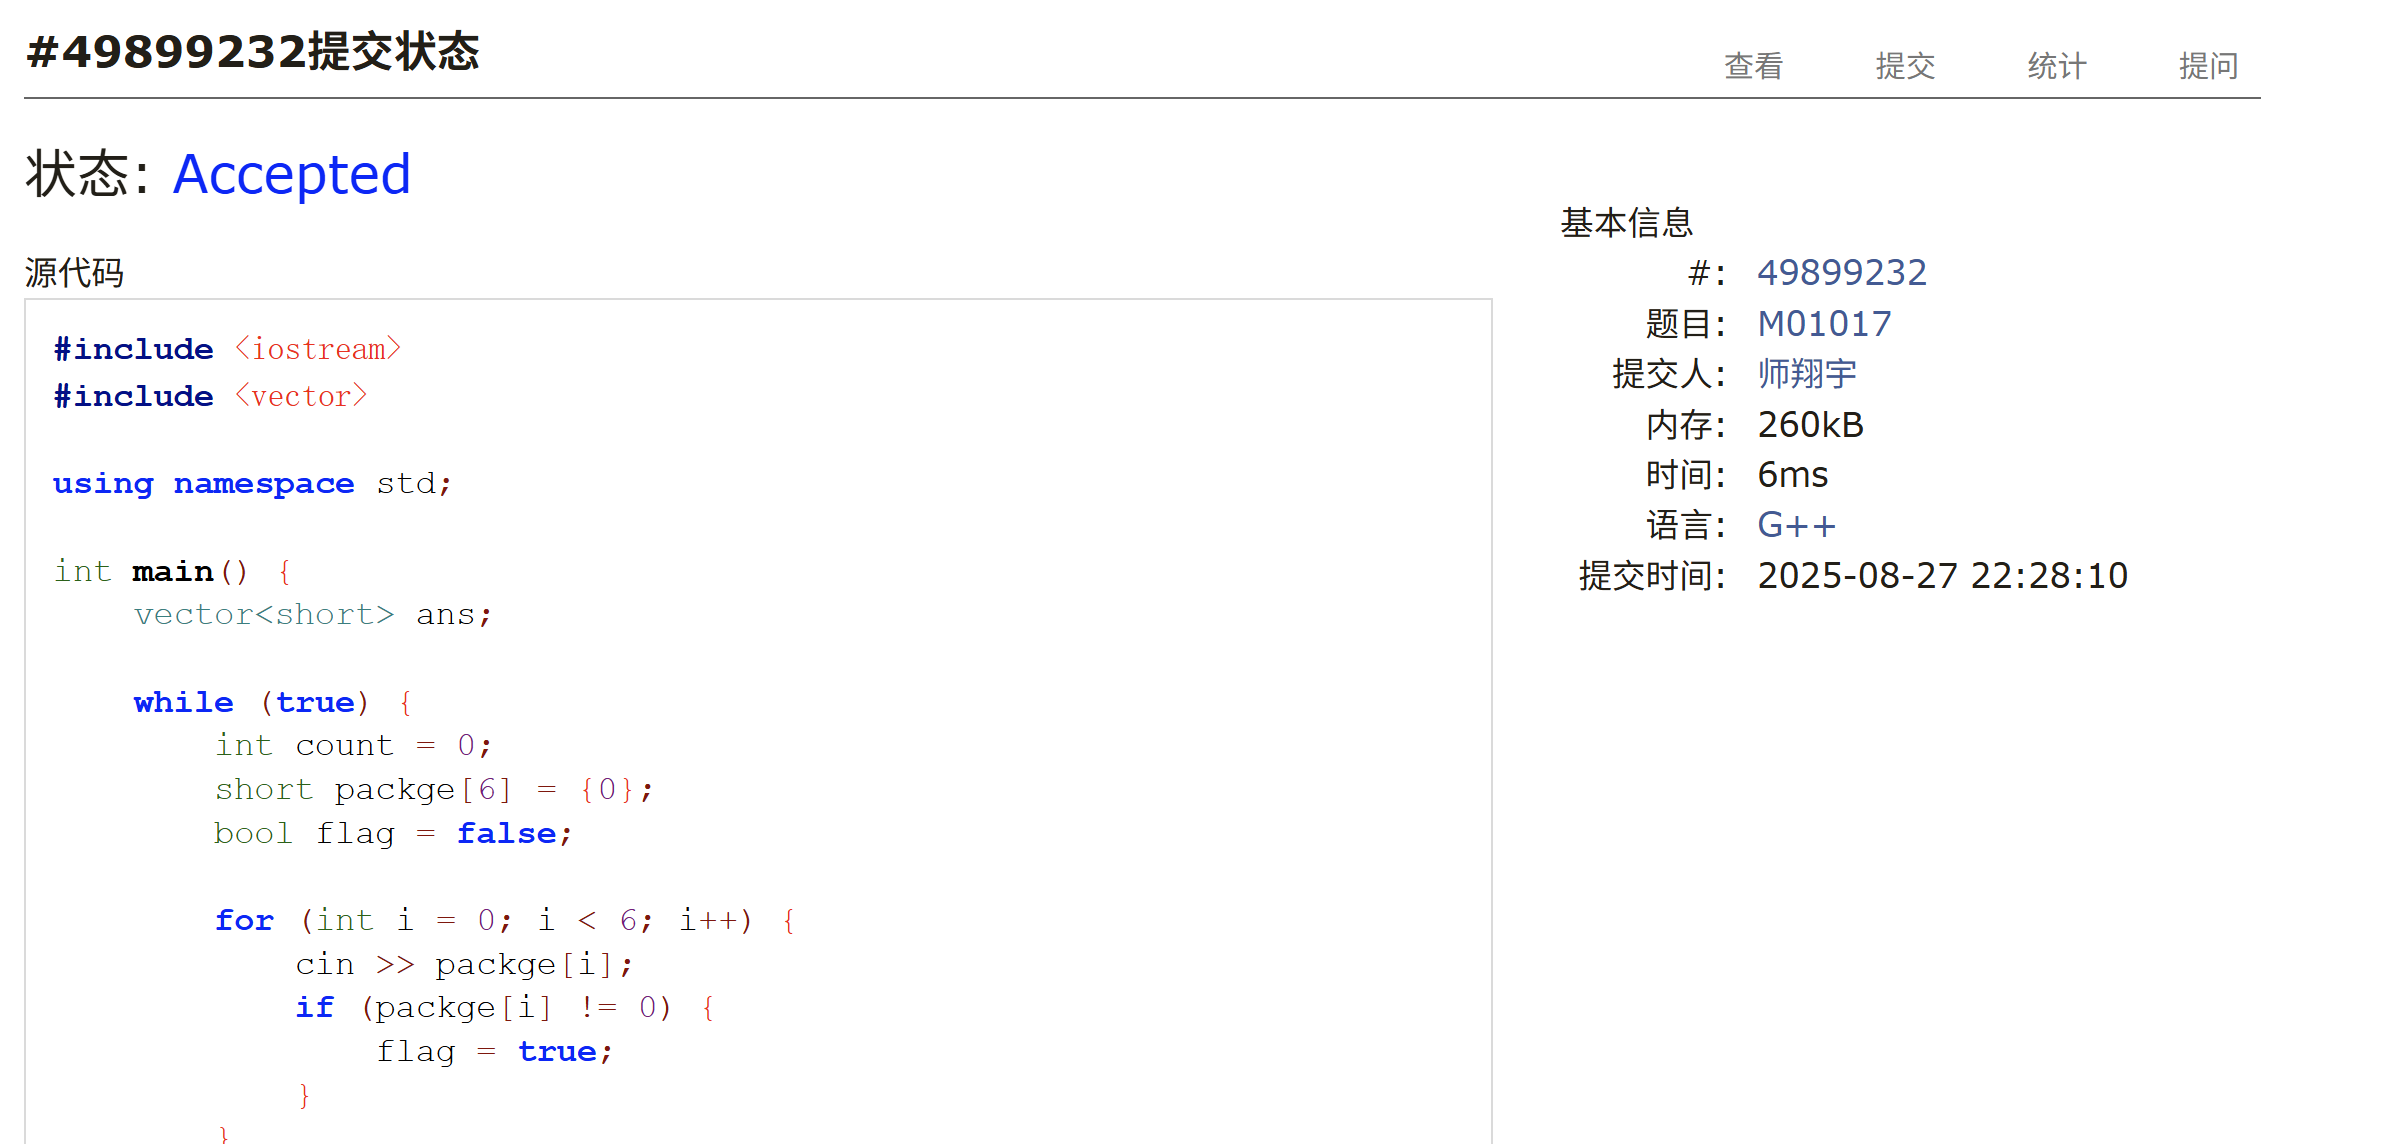 #49899232提交状态
查看 提交 统计 提问
状态: Accepted
源代码
#include <iostream>
#include <vector>
using namespace std;
int main() {
vector<short> ans;
while (true) {
int count = 0;
short packge[6] = {0};
bool flag = false;
for (int i = 0; i < 6; i++) {
cin >> packge[i];
if (packge[i] != 0) {
flag = true;
}
}
基本信息
#: 49899232
题目: M01017
提交人: 师翔宇
内存: 260kB
时间: 6ms
语言: G++
提交时间: 2025-08-27 22:28:10